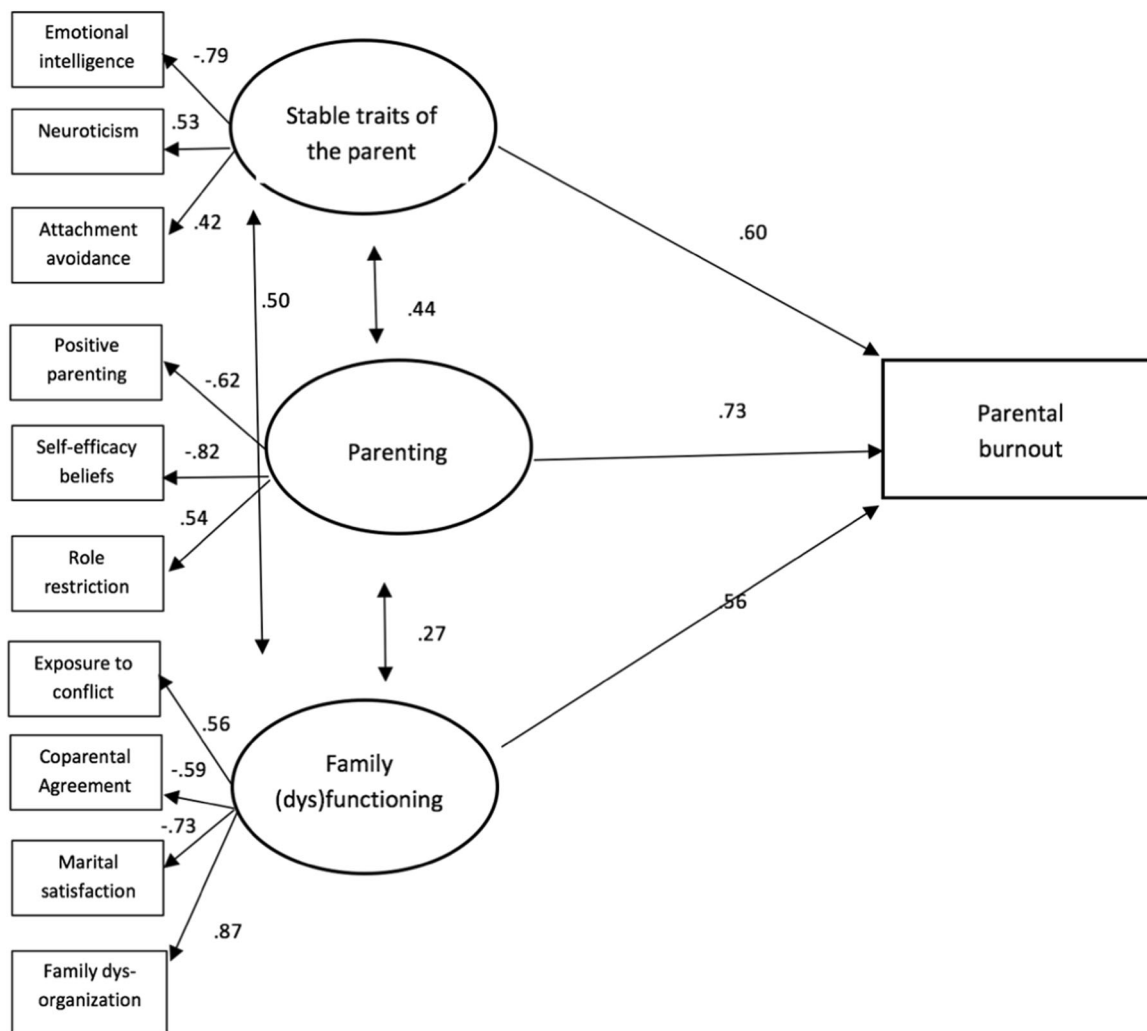 Emotional
intelligence
-.79
Neuroticism
.53
Attachment
avoidance
.42
Stable traits of
the parent
.60
.50
.44
Positive
parenting
-.62
Self-efficacy
beliefs
-.82
Role
restriction
.54
Parenting
.73
Parental
burnout
.27
Exposure to
conflict
.56
Coparental
Agreement
-.59
Marital
satisfaction
-.73
Family dys-
organization
.87
Family
(dys)functioning
.56